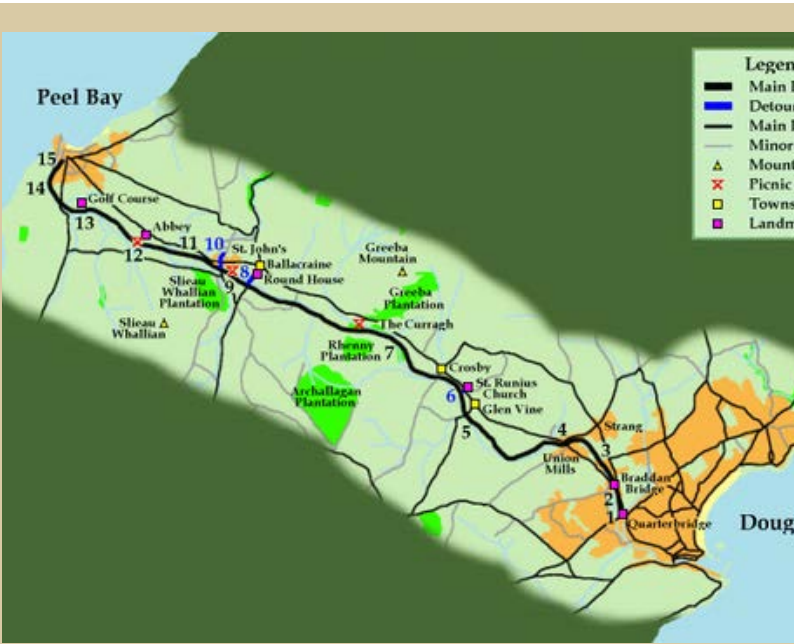 Legen
Main
Peel Bay
Detou
Main
Minor
15
Mount
14
Golf Course
Picnic
Towns
13
Abbey
Landm
11
10
St. John's
12
Greeba
Mountain
Ballacraine
8
Round House
9
Slieau
Whallian
Plantation
Greeba
Plantation
Slieau
Whallian
The Curragh
Rhenny
Plantation
7
Crosby
St. Runius
Church
6
Archallagan
Plantation
Glen Vine
5
4
Strang
Union
Mills
3
Braddan
Bridge
2
1
Quarterbridge
Doug